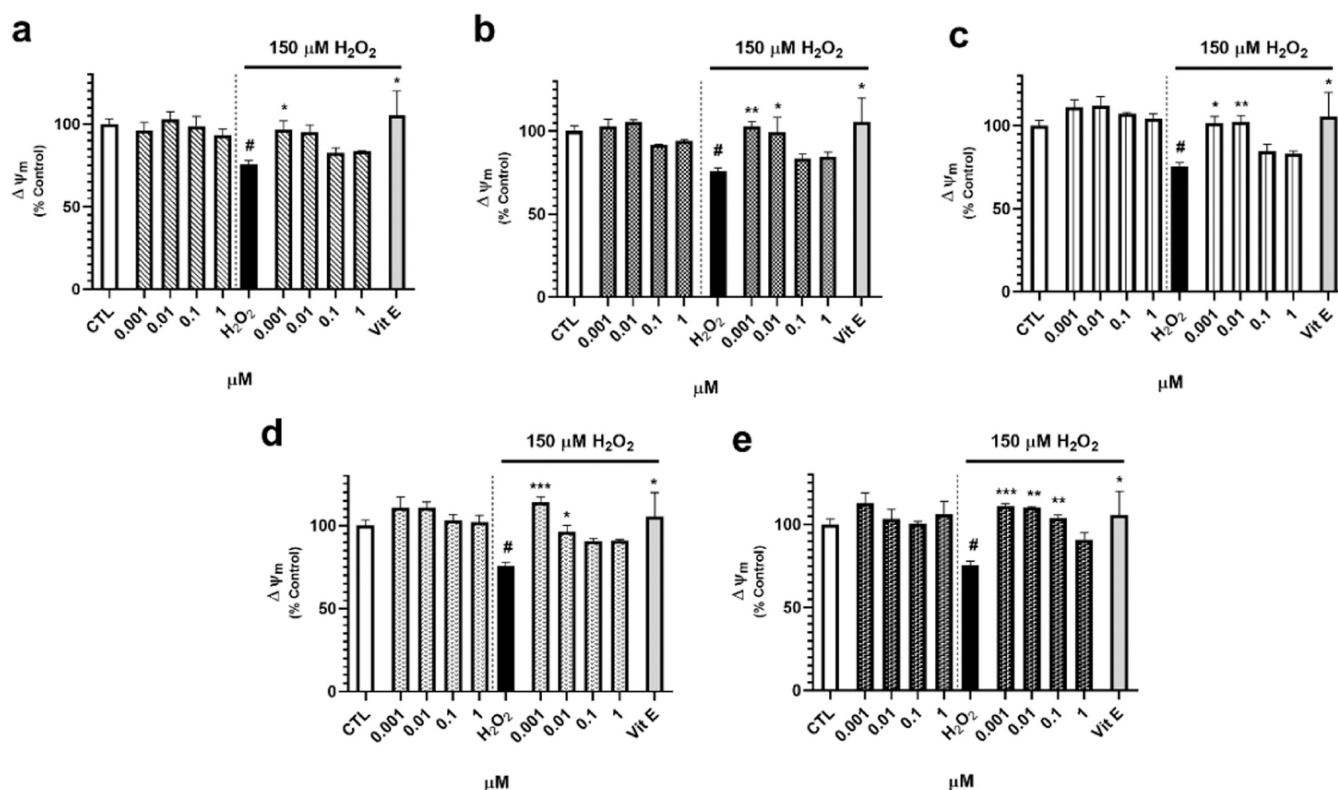 a
150 μM H₂O₂
Δ Ψm
(% Control)
100
50
0
#
*
*
CTL
0.001
0.01
0.1
1
H₂O₂
0.001
0.01
0.1
1
Vit E
μM
b
150 μM H₂O₂
Δ Ψm
(% Control)
100
50
0
#
**
*
*
CTL
0.001
0.01
0.1
1
H₂O₂
0.001
0.01
0.1
1
Vit E
μM
c
150 μM H₂O₂
Δ Ψm
(% Control)
100
50
0
#
*
**
*
CTL
0.001
0.01
0.1
1
H₂O₂
0.001
0.01
0.1
1
Vit E
μM
d
150 μM H₂O₂
Δ Ψm
(% Control)
100
50
0
#
***
*
*
CTL
0.001
0.01
0.1
1
H₂O₂
0.001
0.01
0.1
1
Vit E
μM
e
150 μM H₂O₂
Δ Ψm
(% Control)
100
50
0
#
***
**
**
*
CTL
0.001
0.01
0.1
1
H₂O₂
0.001
0.01
0.1
1
Vit E
μM